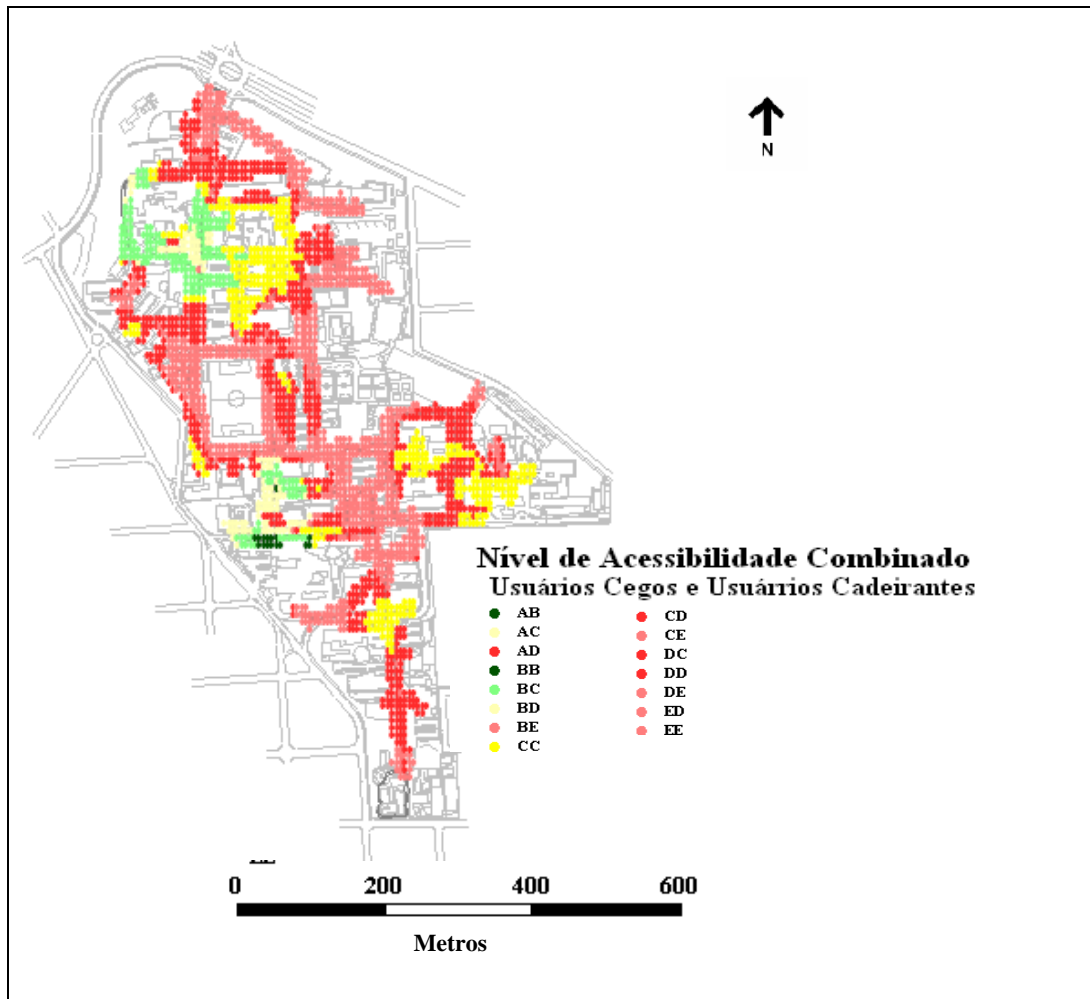 N
Nível de Acessibilidade Combinado
Usuários Cegos e Usuárrios Cadeirantes
AB
AC
AD
BB
BC
BD
BE
CC
CD
CE
DC
DD
DE
ED
EE
0 200 400 600
Metros